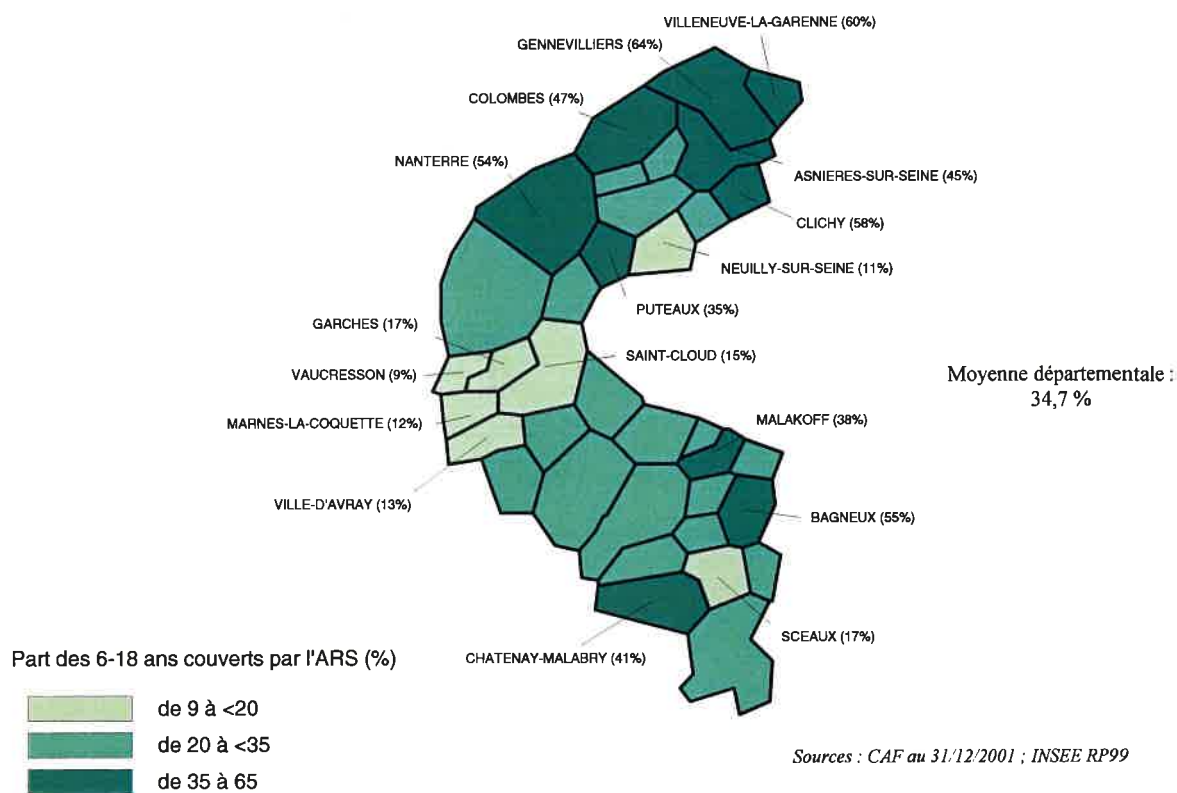 VILLENEUVE-LA-GARENNE (60%)
GENNEVILLIERS (64%)
COLOMBES (47%)
NANTERRE (54%)
ASNIERES-SUR-SEINE (45%)
CLICHY (58%)
NEUILLY-SUR-SEINE (11%)
PUTEAUX (35%)
GARCHES (17%)
SAINT-CLOUD (15%)
VAUCRESSON (9%)
Moyenne départementale :
34,7 %
MALAKOFF (38%)
MARNES-LA-COQUETTE (12%)
VILLE-D'AVRAY (13%)
BAGNEUX (55%)
SCEAUX (17%)
CHATENAY-MALABRY (41%)
Part des 6-18 ans couverts par l'ARS (%)
de 9 à <20
de 20 à <35
de 35 à 65
Sources : CAF au 31/12/2001 ; INSEE RP99